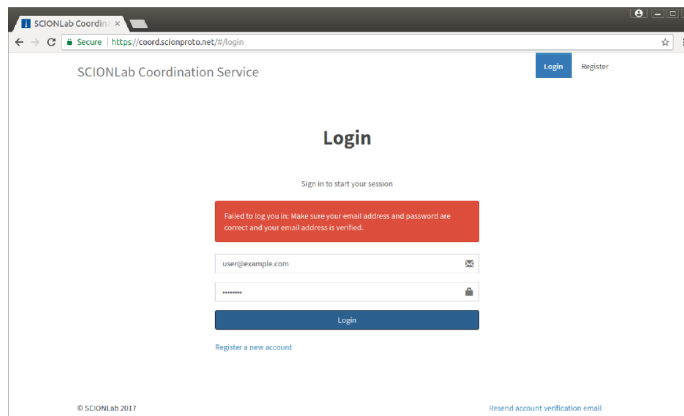 SCIONLab Coordin
Secure https://coord.scionproto.net/#/login
SCIONLab Coordination Service
Login Register
Login
Sign in to start your session
Failed to log you in: Make sure your email address and password are
correct and your email address is verified.
user@example.com
••••••••
Login
Register a new account
© SCIONLab 2017
Resend account verification email